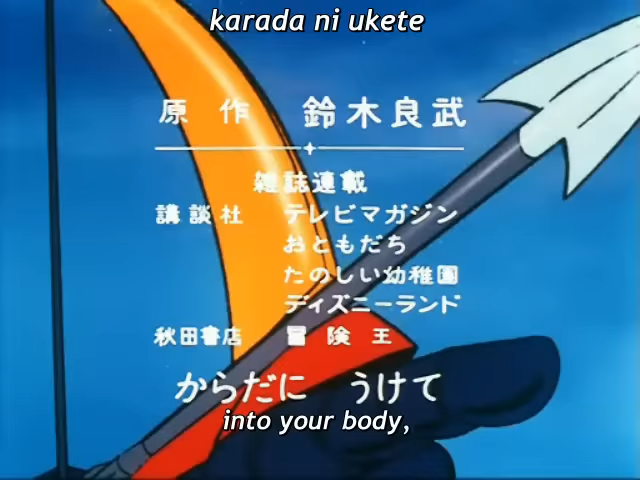 karada ni ukete
原作 鈴木良武
雑誌連載
講談社 テレビマガジン
おともだち
たのしい幼稚園
ディズニーランド
秋田書店 冒険王
からだに うけて
into your body,